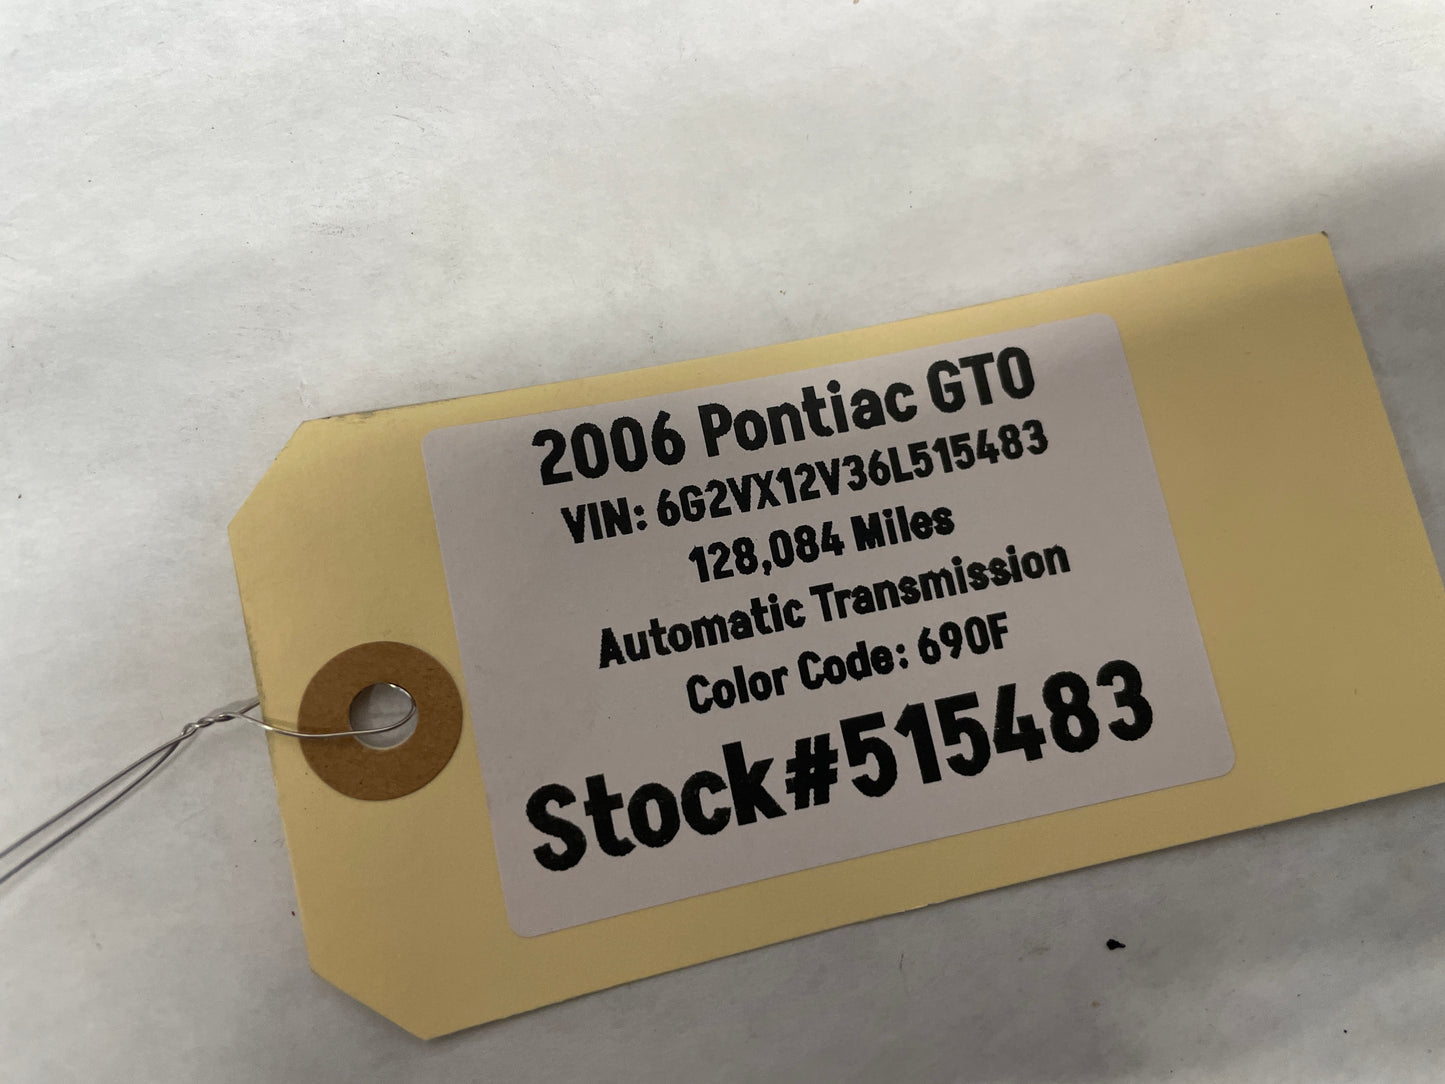 2006 Pontiac GTO
VIN: 6G2VX12V36L515483
128,084 Miles
Automatic Transmission
Color Code: 690F
Stock#515483